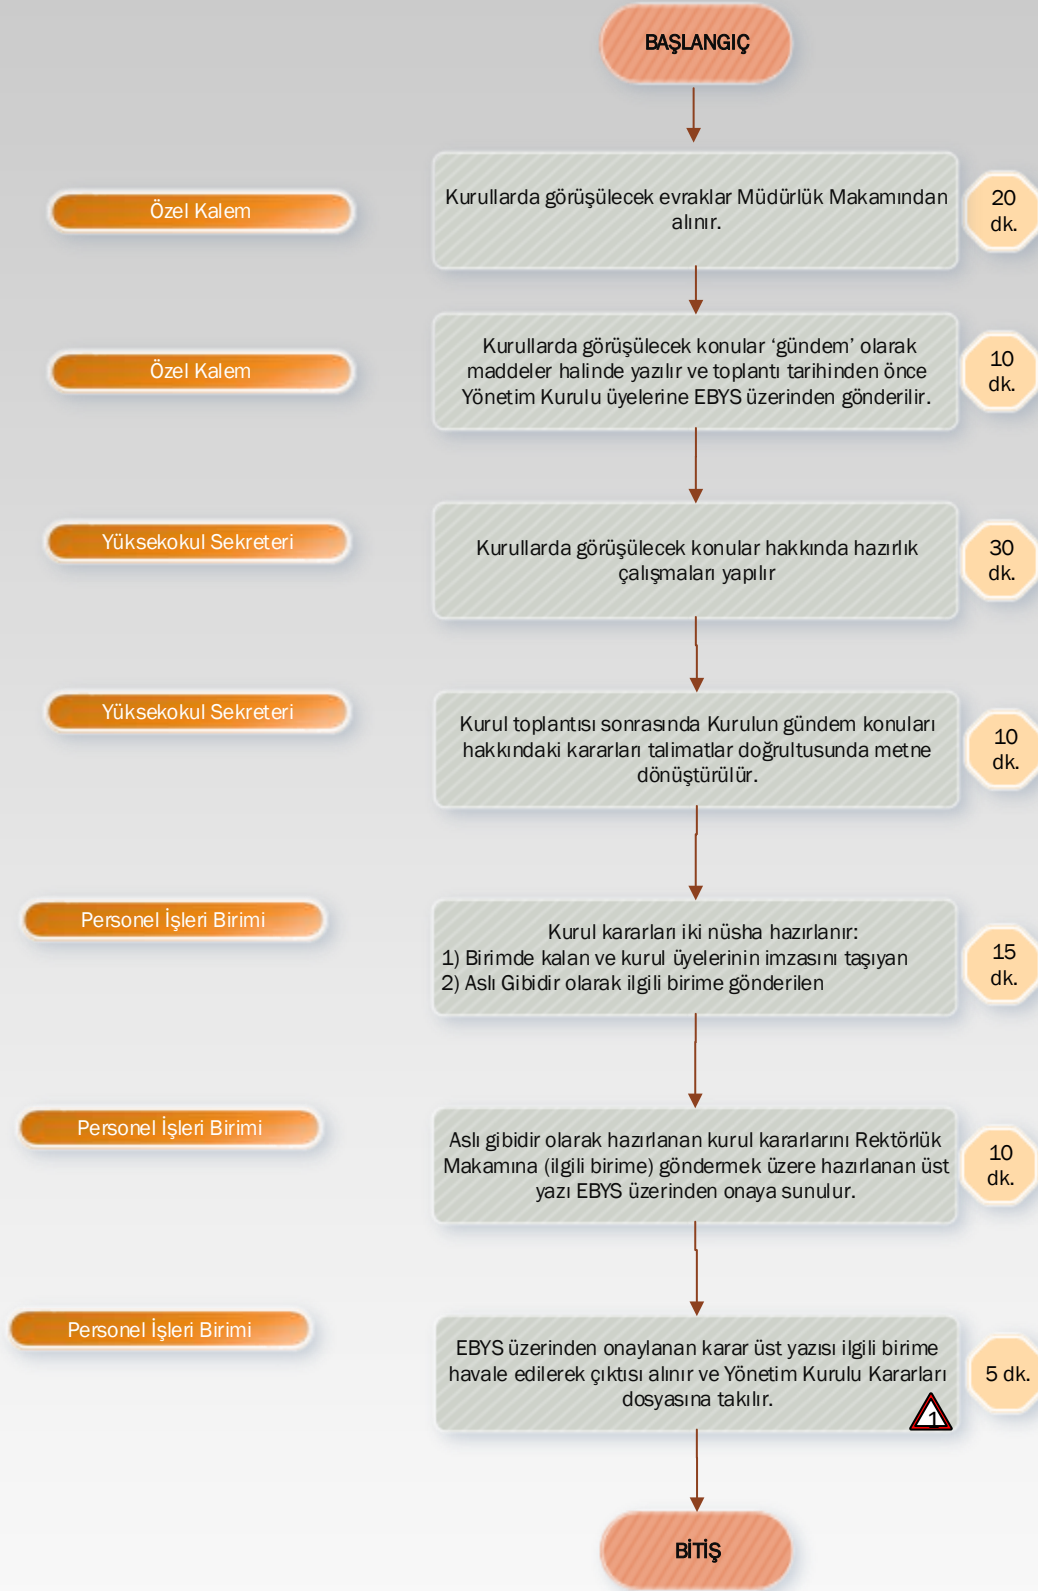 BAŞLANGIÇ
Özel Kalem
Kurullarda görüşülecek evraklar Müdürlük Makamından
alınır.
20
dk.
Özel Kalem
Kurullarda görüşülecek konular ‘gündem’ olarak
maddeler halinde yazılır ve toplantı tarihinden önce
Yönetim Kurulu üyelerine EBYS üzerinden gönderilir.
10
dk.
Yüksekokul Sekreteri
Kurullarda görüşülecek konular hakkında hazırlık
çalışmaları yapılır
30
dk.
Yüksekokul Sekreteri
Kurul toplantısı sonrasında Kurulun gündem konuları
hakkındaki kararları talimatlar doğrultusunda metne
dönüştürülür.
10
dk.
Personel İşleri Birimi
Kurul kararları iki nüsha hazırlanır:
1) Birimde kalan ve kurul üyelerinin imzasını taşıyan
2) Aslı Gibidir olarak ilgili birime gönderilen
15
dk.
Personel İşleri Birimi
Aslı gibidir olarak hazırlanan kurul kararlarını Rektörlük
Makamına (ilgili birime) göndermek üzere hazırlanan üst
yazı EBYS üzerinden onaya sunulur.
10
dk.
Personel İşleri Birimi
EBYS üzerinden onaylanan karar üst yazısı ilgili birime
havale edilerek çıktısı alınır ve Yönetim Kurulu Kararları
dosyasına takılır.
1
5 dk.
BİTİŞ